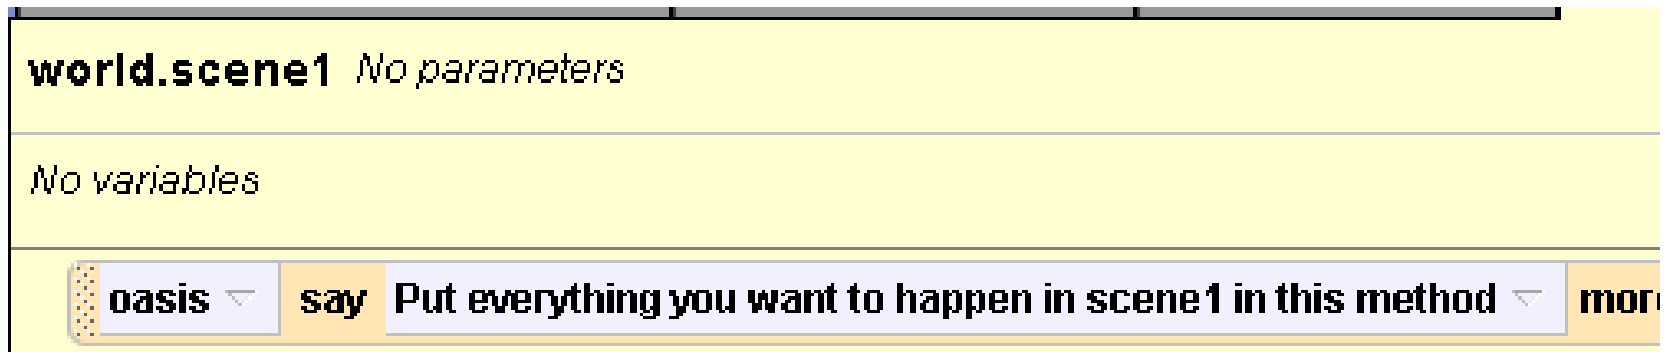 world.scene1 No parameters
No variables
oasis say Put everything you want to happen in scene1 in this method